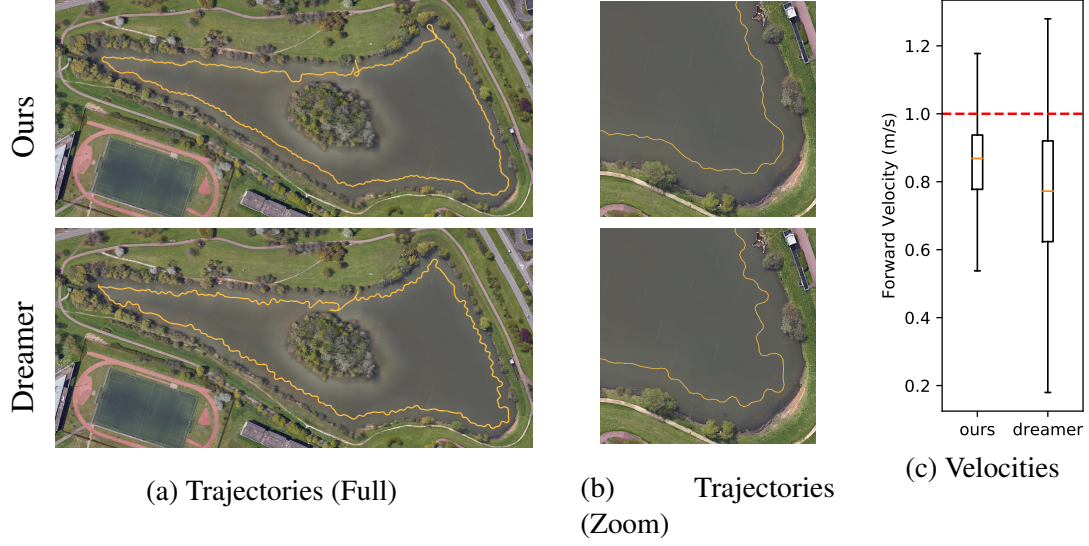 Ours
Dreamer
Forward Velocity (m/s)
1.2
1.0
0.8
0.6
0.4
0.2
ours dreamer
(a) Trajectories (Full)
(b) Trajectories
(Zoom)
(c) Velocities